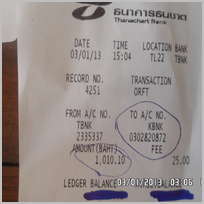 ธนาคารธนชาต
Thanachart Bank
DATE TIME LOCATION BANK
03/01/13 15:04 TL22 TBNK
RECORD NO. TRANSACTION
4251 ORFT
FROM A/C NO. TO A/C NO.
TBNK KBNK
2335337 0302820872
AMOUNT(BAHT) FEE
1,010.10 25.00
LEDGER BALANCE
03/01/2013 03:06